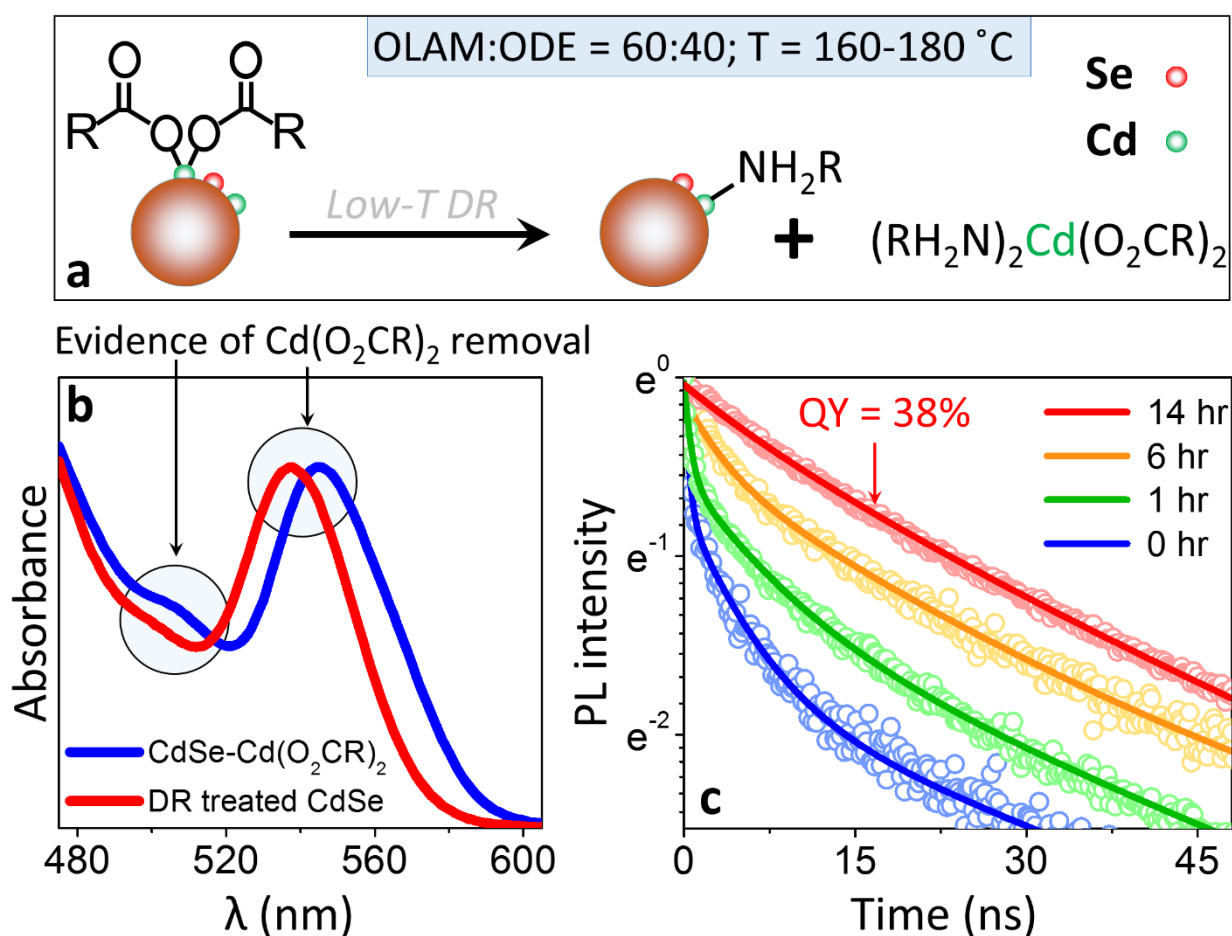 OLAM:ODE = 60:40; T = 160-180 ˚C
O O
R O O R
Se
Cd
Low-T DR
NH₂R
+
(RH₂N)₂Cd(O₂CR)₂
a
Evidence of Cd(O₂CR)₂ removal
b
Absorbance
CdSe-Cd(O₂CR)₂
DR treated CdSe
480 520 560 600
λ (nm)
PL intensity
e⁰
e⁻¹
e⁻²
QY = 38%
14 hr
6 hr
1 hr
0 hr
c
0 15 30 45
Time (ns)